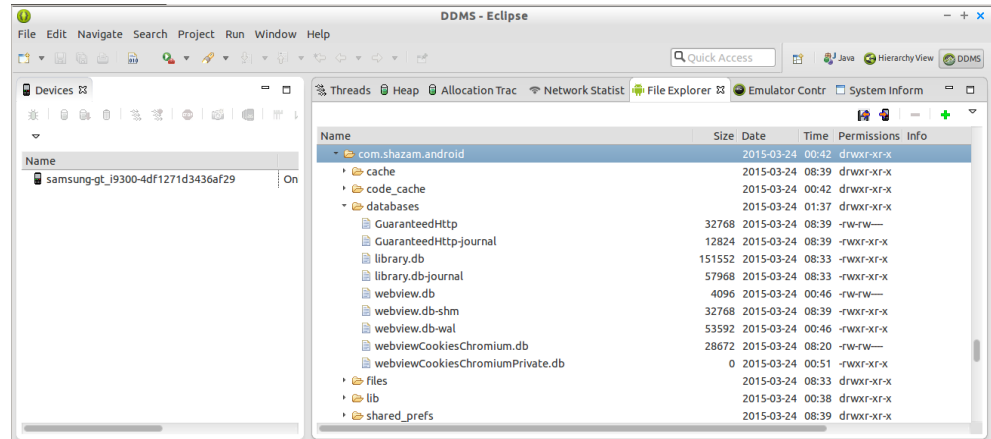 DDMS - Eclipse
File Edit Navigate Search Project Run Window Help
Quick Access Java Hierarchy View DDMS
Devices
Threads Heap Allocation Trac Network Statist File Explorer Emulator Contr System Inform
Name
samsung-gt_i9300-4df1271d3436af29 On
Name Size Date Time Permissions Info
com.shazam.android 2015-03-24 00:42 drwxr-xr-x
cache 2015-03-24 08:39 drwxr-xr-x
code_cache 2015-03-24 00:42 drwxr-xr-x
databases 2015-03-24 01:37 drwxr-xr-x
GuaranteedHttp 32768 2015-03-24 08:39 -rw-rw----
GuaranteedHttp-journal 12824 2015-03-24 08:39 -rwxr-xr-x
library.db 151552 2015-03-24 08:33 -rwxr-xr-x
library.db-journal 57968 2015-03-24 08:33 -rwxr-xr-x
webview.db 4096 2015-03-24 00:46 -rw-rw----
webview.db-shm 32768 2015-03-24 08:39 -rwxr-xr-x
webview.db-wal 53592 2015-03-24 00:46 -rwxr-xr-x
webviewCookiesChromium.db 28672 2015-03-24 08:20 -rw-rw----
webviewCookiesChromiumPrivate.db 0 2015-03-24 00:51 -rwxr-xr-x
files 2015-03-24 08:33 drwxr-xr-x
lib 2015-03-24 00:38 drwxr-xr-x
shared_prefs 2015-03-24 08:39 drwxr-xr-x